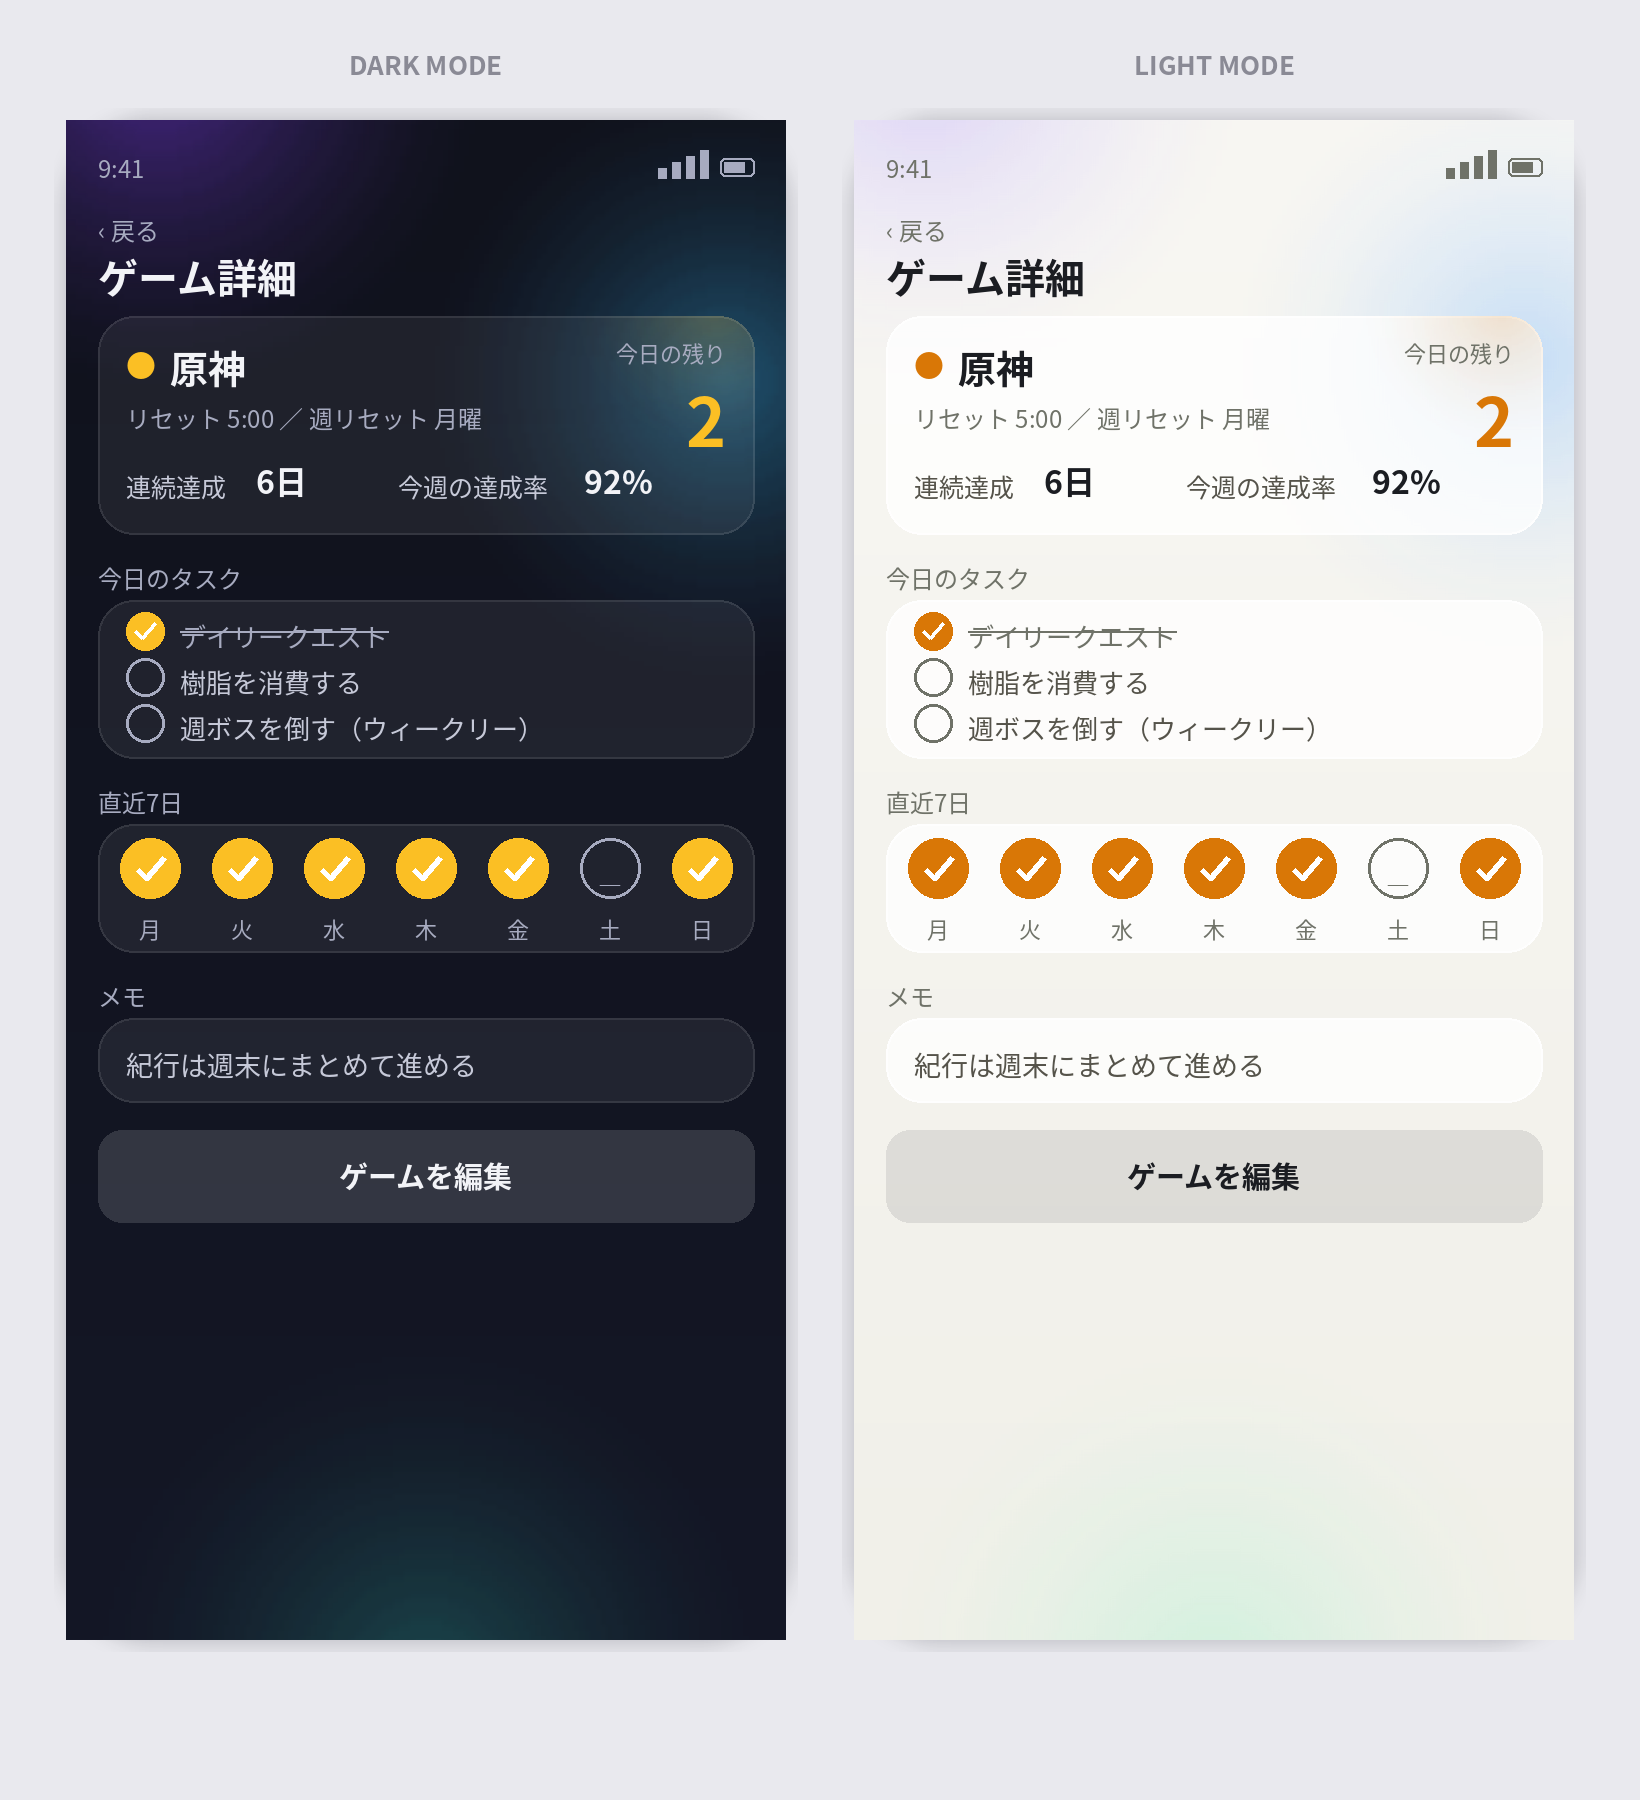 DARK MODE
9:41
‹ 戻る
ゲーム詳細
原神
今日の残り
2
リセット 5:00 ／ 週リセット 月曜
連続達成 6日 今週の達成率 92%
今日のタスク
デイリークエスト
樹脂を消費する
週ボスを倒す（ウィークリー）
直近7日
_
月 火 水 木 金 土 日
メモ
紀行は週末にまとめて進める
ゲームを編集
LIGHT MODE
9:41
‹ 戻る
ゲーム詳細
原神
今日の残り
2
リセット 5:00 ／ 週リセット 月曜
連続達成 6日 今週の達成率 92%
今日のタスク
デイリークエスト
樹脂を消費する
週ボスを倒す（ウィークリー）
直近7日
_
月 火 水 木 金 土 日
メモ
紀行は週末にまとめて進める
ゲームを編集